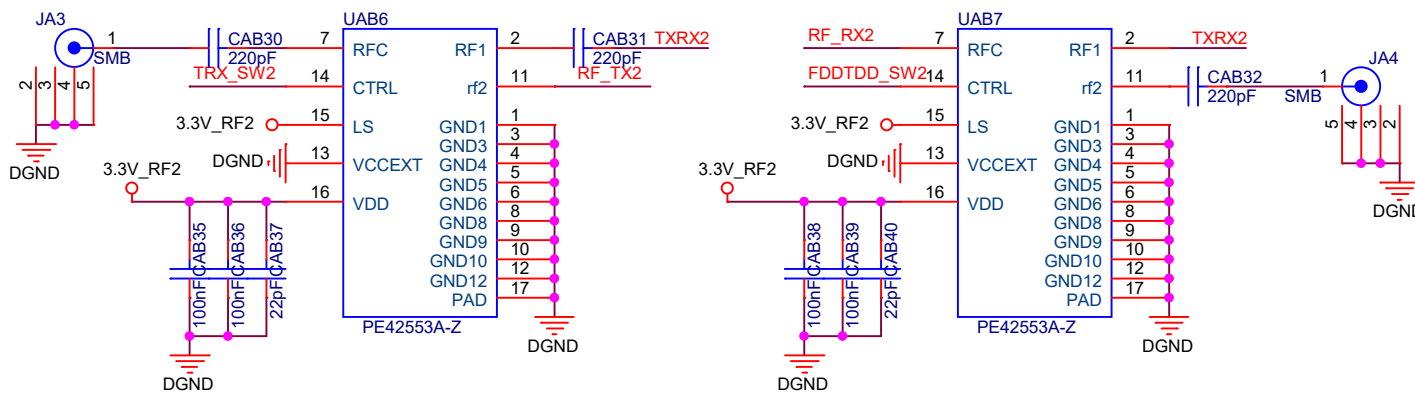 JA3
1
SMB
2
3
4
5
DGND
CAB30
220pF
TRX_SW2
3.3V_RF2
DGND
3.3V_RF2
CAB35
100nF
CAB36
100nF
CAB37
22pF
DGND
UAB6
7 RFC RF1 2
14 CTRL rf2 11
15 LS GND1 1
GND3 3
13 VCCEXT GND4 4
GND5 5
16 VDD GND6 6
GND8 8
GND9 9
GND10 10
GND12 12
PAD 17
PE42553A-Z
CAB31
220pF
TXRX2
RF_TX2
DGND
RF_RX2
FDDTDD_SW2
3.3V_RF2
DGND
3.3V_RF2
CAB38
100nF
CAB39
100nF
CAB40
22pF
DGND
UAB7
7 RFC RF1 2
14 CTRL rf2 11
15 LS GND1 1
GND3 3
13 VCCEXT GND4 4
GND5 5
16 VDD GND6 6
GND8 8
GND9 9
GND10 10
GND12 12
PAD 17
PE42553A-Z
TXRX2
CAB32
220pF
DGND
JA4
1
SMB
5
4
3
2
DGND